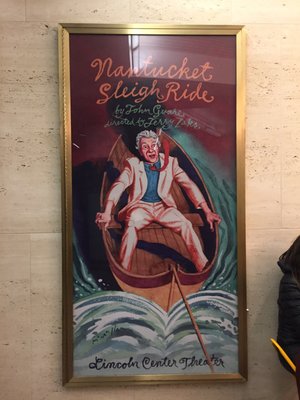 Nantucket
Sleigh Ride
by John Guare
directed by Jerry Zaks
Lincoln Center Theater